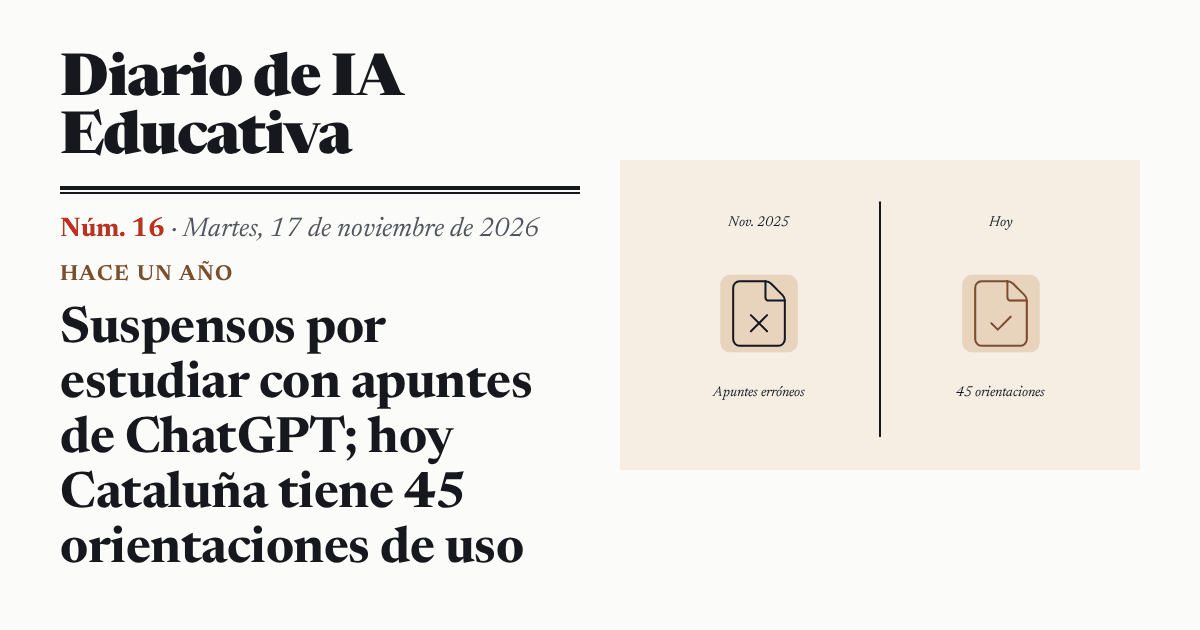 Diario de IA
Educativa
Núm. 16 · Martes, 17 de noviembre de 2026
HACE UN AÑO
Suspensos por
estudiar con apuntes
de ChatGPT; hoy
Cataluña tiene 45
orientaciones de uso
Nov. 2025
Hoy
Apuntes erróneos
45 orientaciones